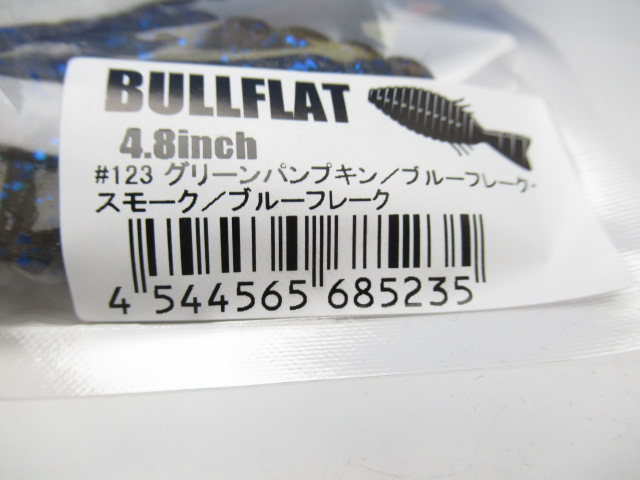 BULLFLAT
4.8inch
#123 グリーンパンプキン／ブルーフレーク-
スモーク／ブルーフレーク
4 544565 685235